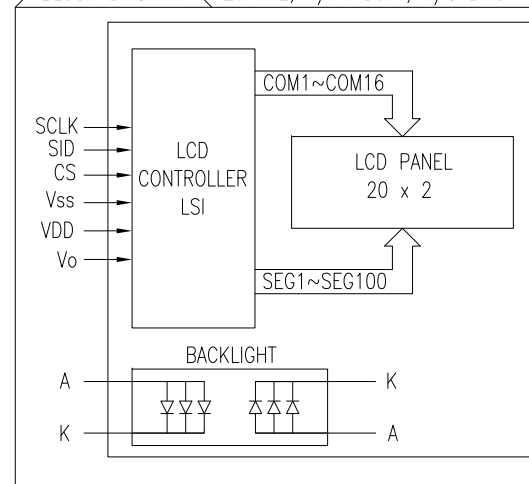 COM1~COM16
SCLK
SID
CS
Vss
VDD
Vo
LCD
CONTROLLER
LSI
LCD PANEL
20 x 2
SEG1~SEG100
BACKLIGHT
A
K
K
A